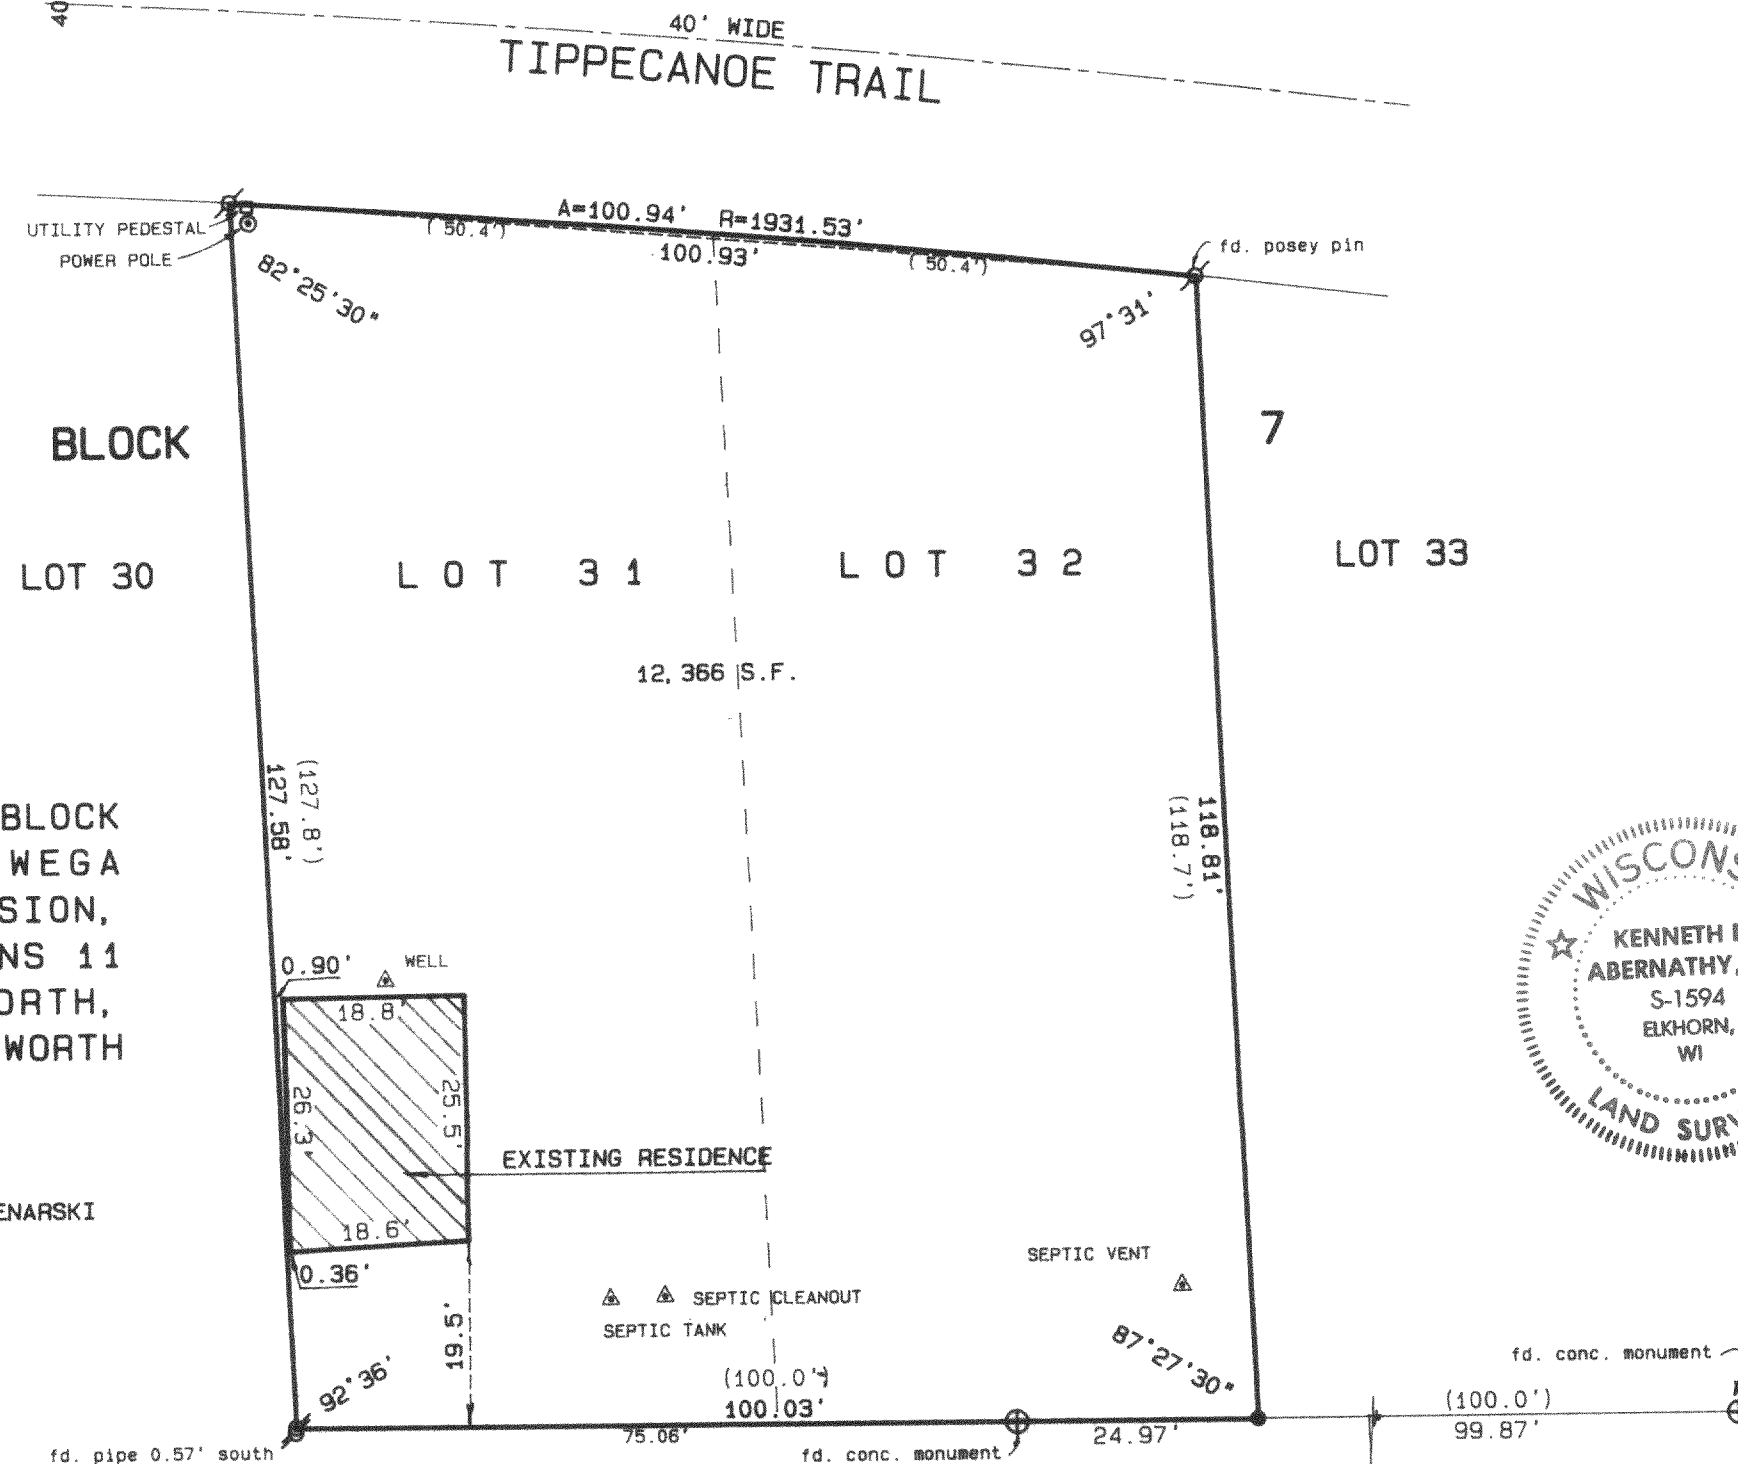 40
40' WIDE
TIPPECANOE TRAIL
A=100.94' R=1931.53'
UTILITY PEDESTAL
(50.4')
100.93'
(50.4')
fd. posey pin
POWER POLE
82°25'30"
97°31'
BLOCK
7
LOT 30
LOT 31
LOT 32
LOT 33
12,366 S.F.
127.58'
(127.8')
118.81'
(118.7')
BLOCK
WEGA
SION,
NS 11
ORTH,
WORTH
WISCONS
KENNETH
ABERNATHY,
S-1594
ELKHORN,
WI
LAND SURV
0.90'
WELL
18.8'
26.3'
25.5'
EXISTING RESIDENCE
ENARSKI
18.6'
0.36'
SEPTIC VENT
SEPTIC CLEANOUT
SEPTIC TANK
19.5'
92°36'
87°27'30"
fd. conc. monument
(100.0')
100.03'
(100.0')
75.06'
24.97'
99.87'
fd. pipe 0.57' south
fd. conc. monument